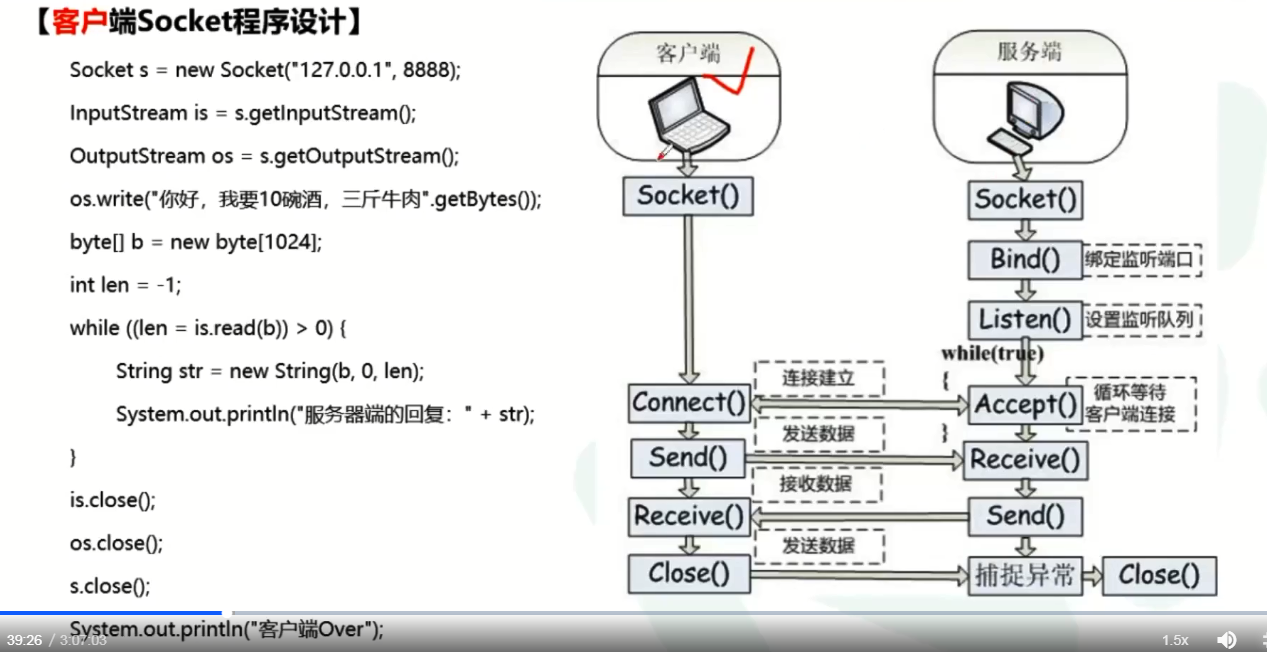 【客户端Socket程序设计】
Socket s = new Socket("127.0.0.1", 8888);
InputStream is = s.getInputStream();
OutputStream os = s.getOutputStream();
os.write("你好，我要10碗酒，三斤牛肉".getBytes());
byte[] b = new byte[1024];
int len = -1;
while ((len = is.read(b)) > 0) {
String str = new String(b, 0, len);
System.out.println("服务器端的回复：" + str);
}
is.close();
os.close();
s.close();
System.out.println("客户端Over");
客户端
服务端
Socket()
Socket()
Bind()
绑定监听端口
Listen()
设置监听队列
while(true)
{
连接建立
Connect()
Accept()
循环等待
客户端连接
}
发送数据
Send()
Receive()
接收数据
Receive()
Send()
发送数据
Close()
捕捉异常
Close()
39:26 / 3:07:03
1.5x